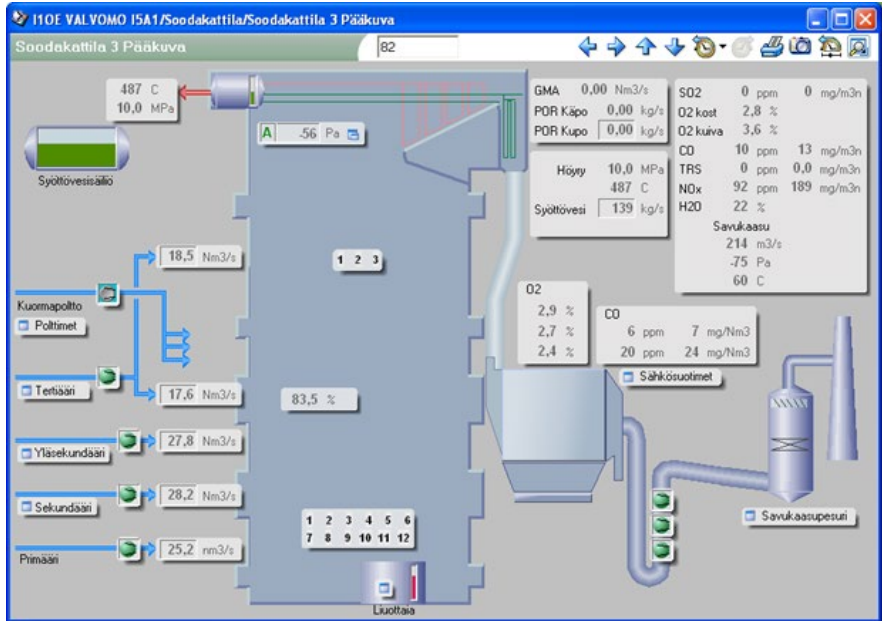 I1OE VALVOMO I5A1/Soodakattila/Soodakattila 3 Pääkuva
Soodakattila 3 Pääkuva
82
487 C
10,0 MPa
Syöttövesisäiliö
A -56 Pa
GMA 0,00 Nm3/s
POR Käpo 0,00 kg/s
POR Kupo 0,00 kg/s
Höyry 10,0 MPa
487 C
Syöttövesi 139 kg/s
SO2 0 ppm 0 mg/m3n
O2 kost 2,8 %
O2 kuiva 3,6 %
CO 10 ppm 13 mg/m3n
TRS 0 ppm 0,0 mg/m3n
NOx 92 ppm 189 mg/m3n
H2O 22 %
Savukaasu
214 m3/s
-75 Pa
60 C
18,5 Nm3/s
1 2 3
Kuormapoltto
Polttimet
O2
2,9 %
2,7 %
2,4 %
CO
6 ppm 7 mg/Nm3
20 ppm 24 mg/Nm3
Sähkösuotimet
Tertiääri
17,6 Nm3/s
83,5 %
Yläsekundääri
27,8 Nm3/s
Sekundääri
28,2 Nm3/s
1 2 3 4 5 6
7 8 9 10 11 12
Savukaasupesuri
Primääri
25,2 nm3/s
Liuottaia